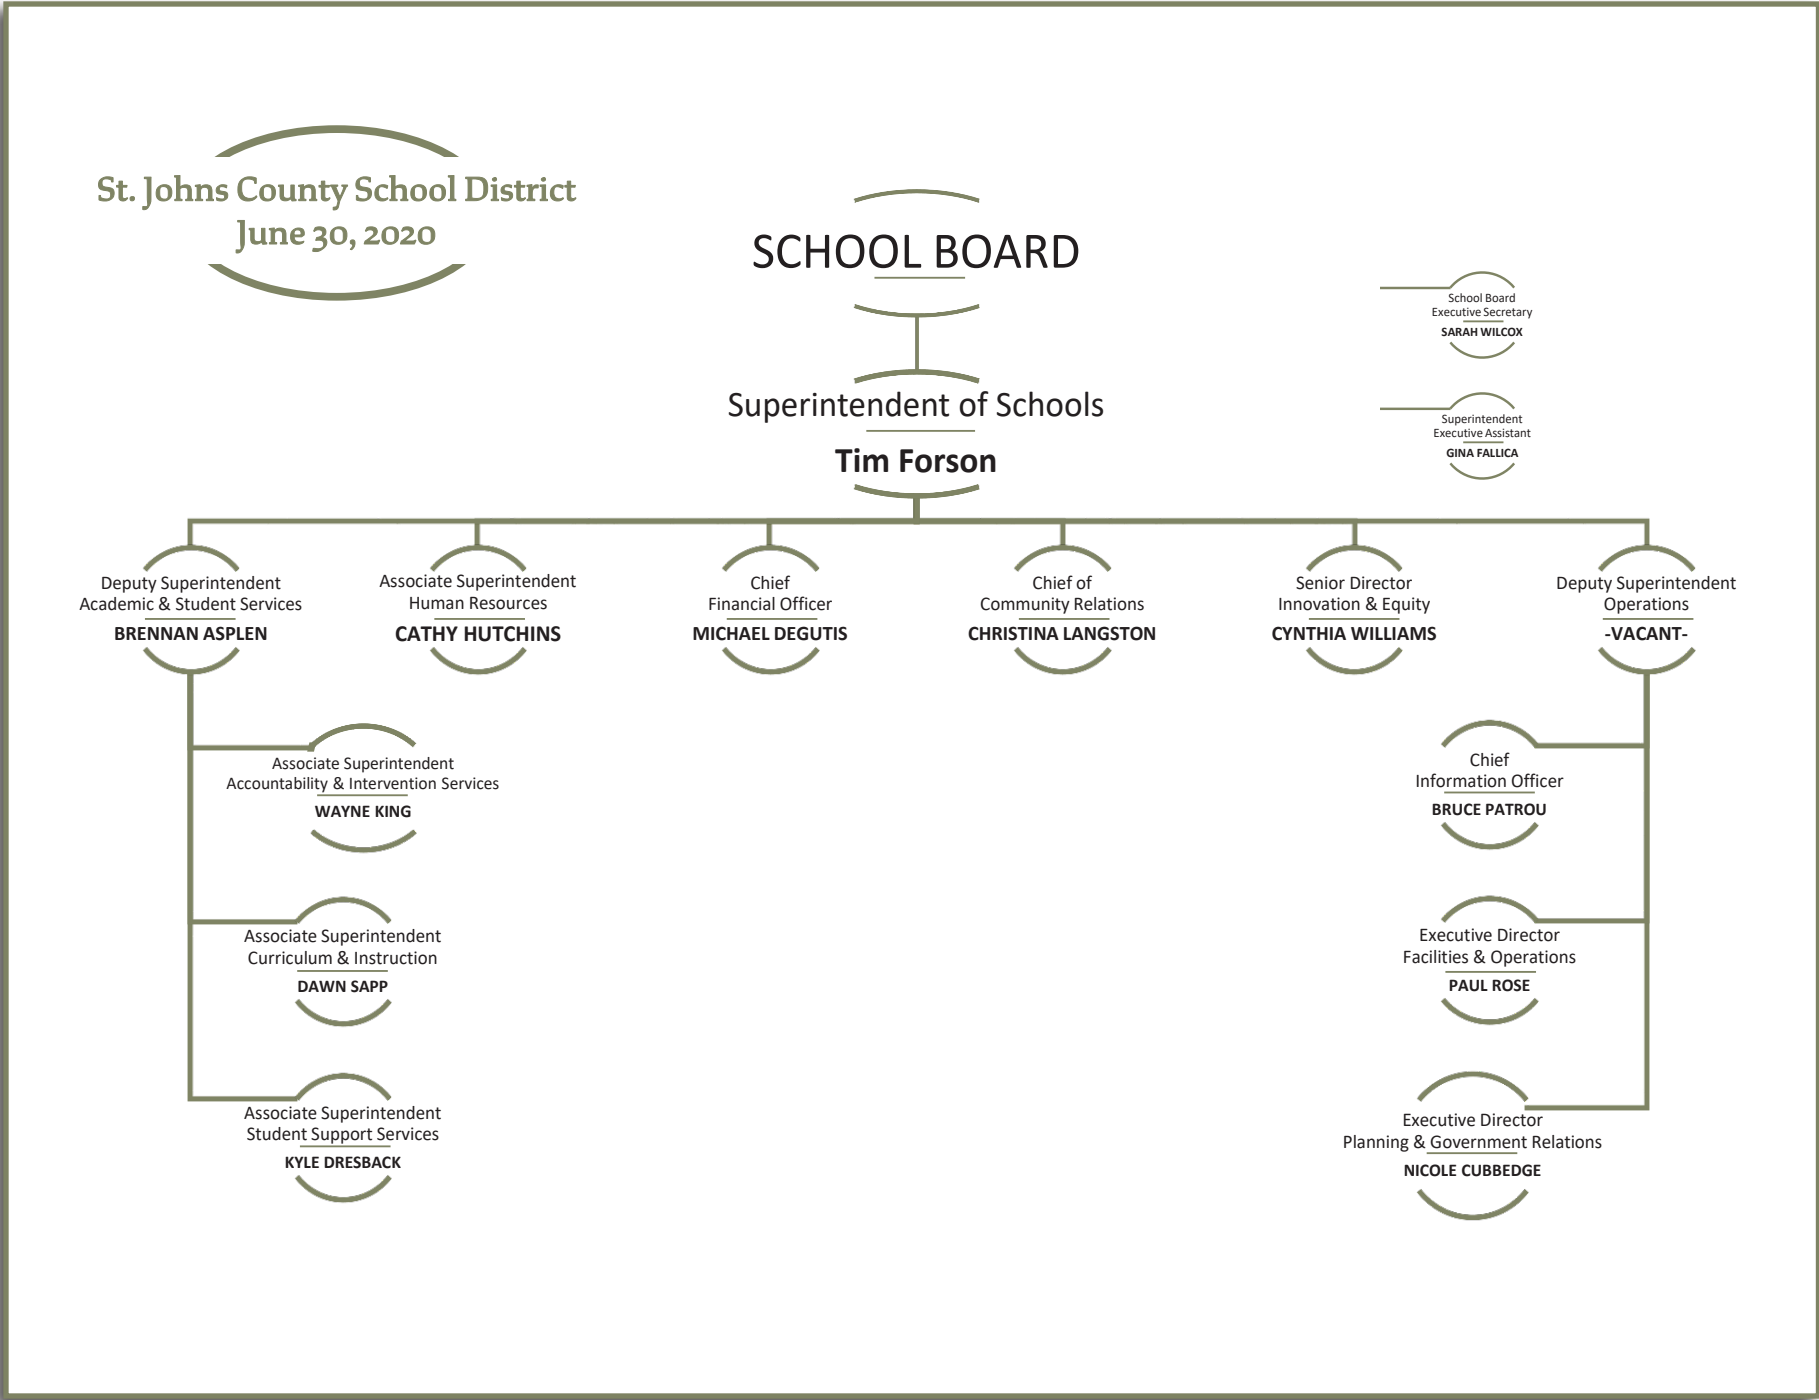 St. Johns County School District
June 30, 2020
SCHOOL BOARD
School Board
Executive Secretary
SARAH WILCOX
Superintendent of Schools
Tim Forson
Superintendent
Executive Assistant
GINA FALLICA
Deputy Superintendent
Academic & Student Services
BRENNAN ASPLEN
Associate Superintendent
Human Resources
CATHY HUTCHINS
Chief
Financial Officer
MICHAEL DEGUTIS
Chief of
Community Relations
CHRISTINA LANGSTON
Senior Director
Innovation & Equity
CYNTHIA WILLIAMS
Deputy Superintendent
Operations
-VACANT-
Associate Superintendent
Accountability & Intervention Services
WAYNE KING
Associate Superintendent
Curriculum & Instruction
DAWN SAPP
Associate Superintendent
Student Support Services
KYLE DRESBACK
Chief
Information Officer
BRUCE PATROU
Executive Director
Facilities & Operations
PAUL ROSE
Executive Director
Planning & Government Relations
NICOLE CUBBEDGE